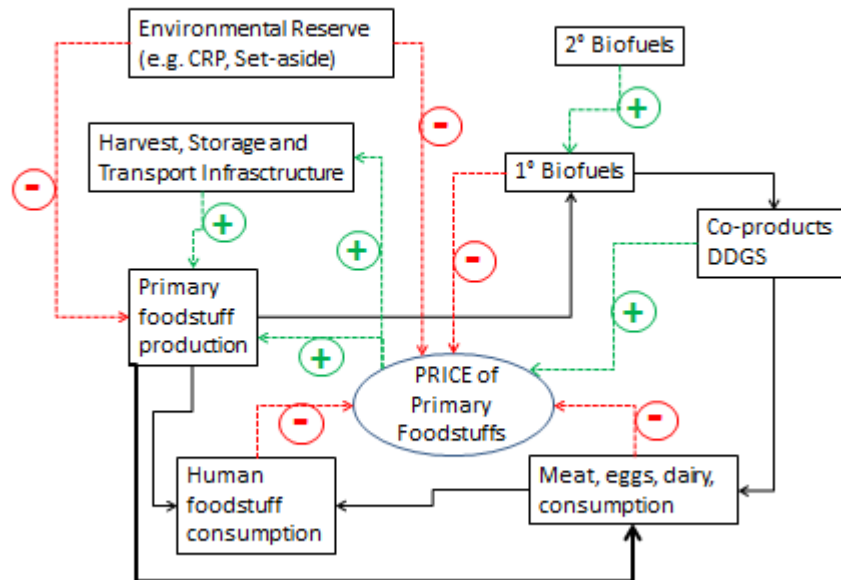 Environmental Reserve
(e.g. CRP, Set-aside)
2° Biofuels
+
-
-
Harvest, Storage and
Transport Infrasctructure
1° Biofuels
+
+
-
Co-products
DDGS
Primary
foodstuff
production
+
+
PRICE of
Primary
Foodstuffs
-
-
Human
foodstuff
consumption
Meat, eggs, dairy,
consumption